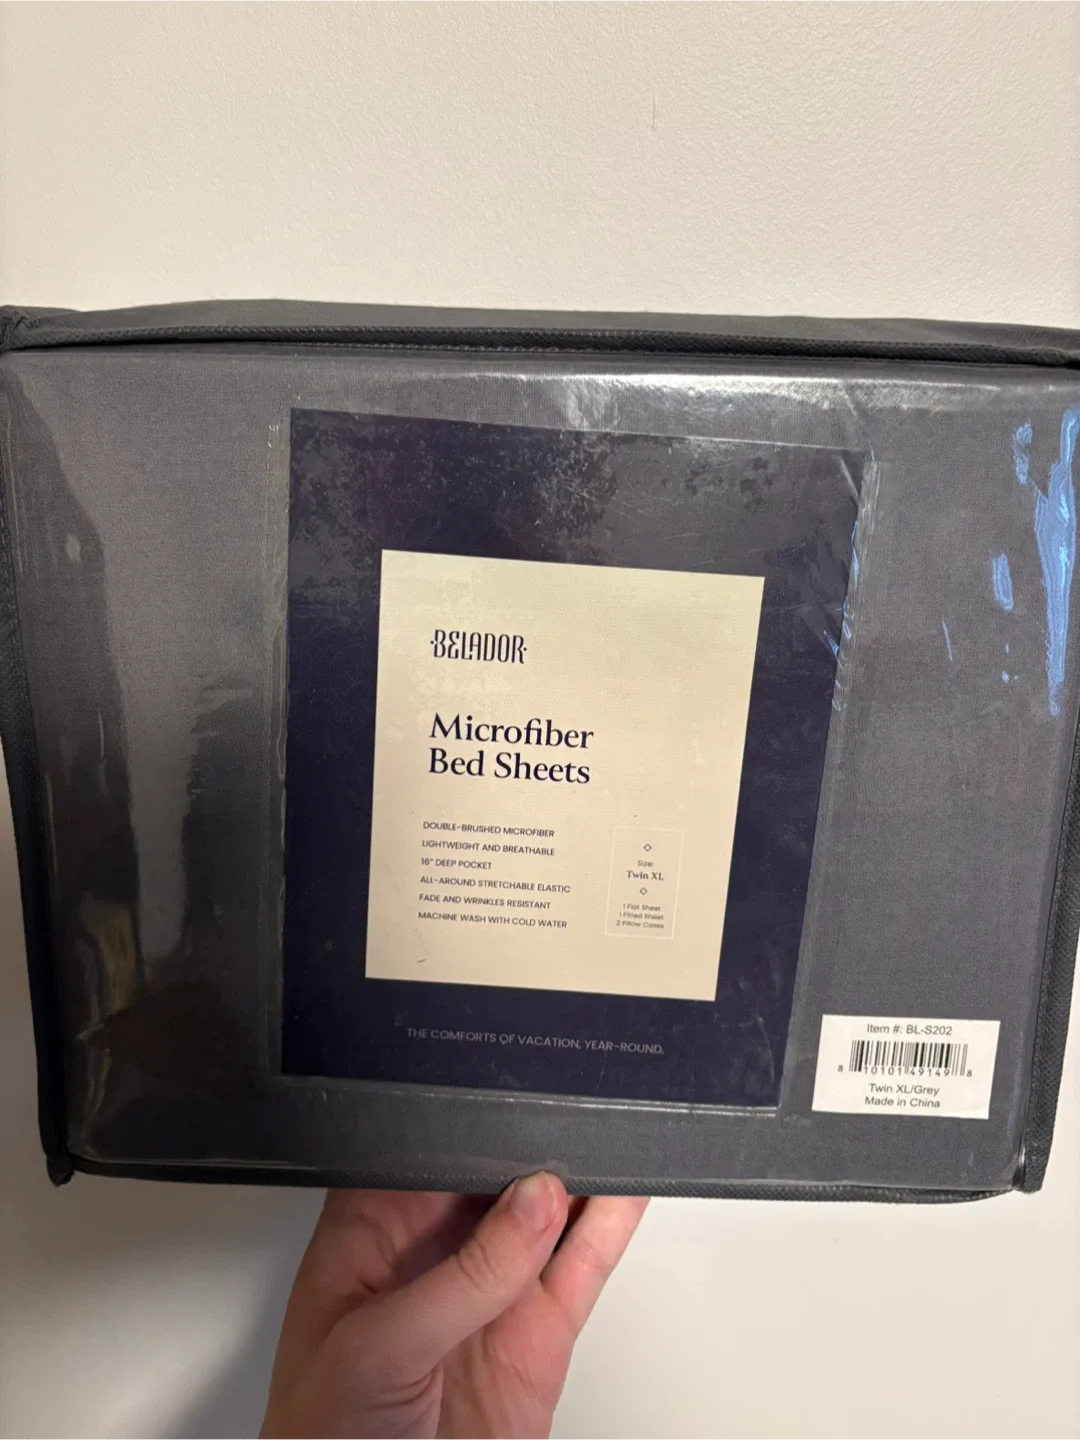 ·BELADOR·
Microfiber
Bed Sheets
DOUBLE-BRUSHED MICROFIBER
LIGHTWEIGHT AND BREATHABLE
16" DEEP POCKET
ALL-AROUND STRETCHABLE ELASTIC
FADE AND WRINKLES RESISTANT
MACHINE WASH WITH COLD WATER
Size:
Twin XL
1 Flat Sheet
1 Fitted Sheet
2 Pillow Cases
THE COMFORTS OF VACATION, YEAR-ROUND.
Item #: BL-S202
8 10101 49149 8
Twin XL/Grey
Made in China